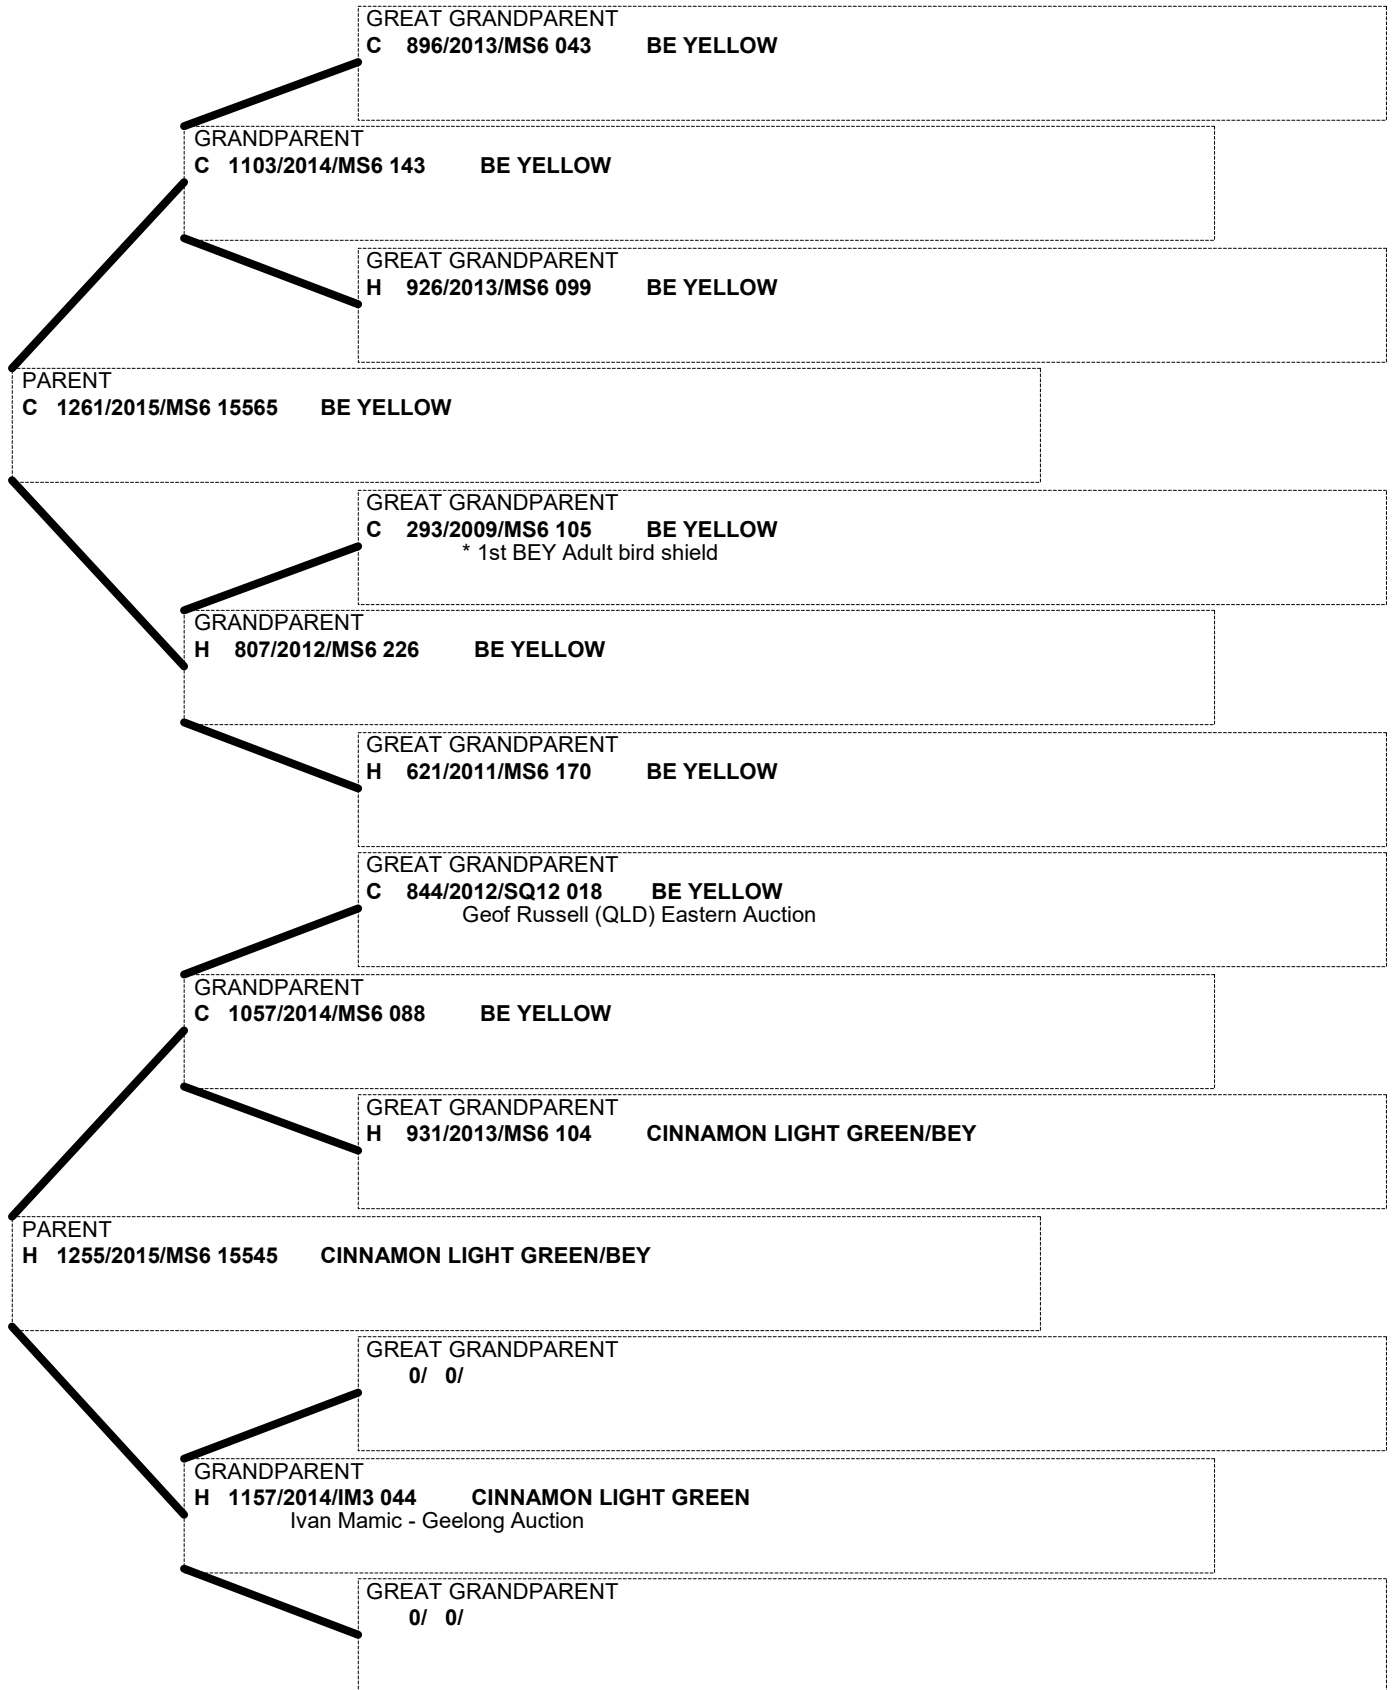 GREAT GRANDPARENT
C 896/2013/MS6 043 BE YELLOW
GRANDPARENT
C 1103/2014/MS6 143 BE YELLOW
GREAT GRANDPARENT
H 926/2013/MS6 099 BE YELLOW
PARENT
C 1261/2015/MS6 15565 BE YELLOW
GREAT GRANDPARENT
C 293/2009/MS6 105 BE YELLOW
* 1st BEY Adult bird shield
GRANDPARENT
H 807/2012/MS6 226 BE YELLOW
GREAT GRANDPARENT
H 621/2011/MS6 170 BE YELLOW
GREAT GRANDPARENT
C 844/2012/SQ12 018 BE YELLOW
Geof Russell (QLD) Eastern Auction
GRANDPARENT
C 1057/2014/MS6 088 BE YELLOW
GREAT GRANDPARENT
H 931/2013/MS6 104 CINNAMON LIGHT GREEN/BEY
PARENT
H 1255/2015/MS6 15545 CINNAMON LIGHT GREEN/BEY
GREAT GRANDPARENT
0/ 0/
GRANDPARENT
H 1157/2014/IM3 044 CINNAMON LIGHT GREEN
Ivan Mamic - Geelong Auction
GREAT GRANDPARENT
0/ 0/